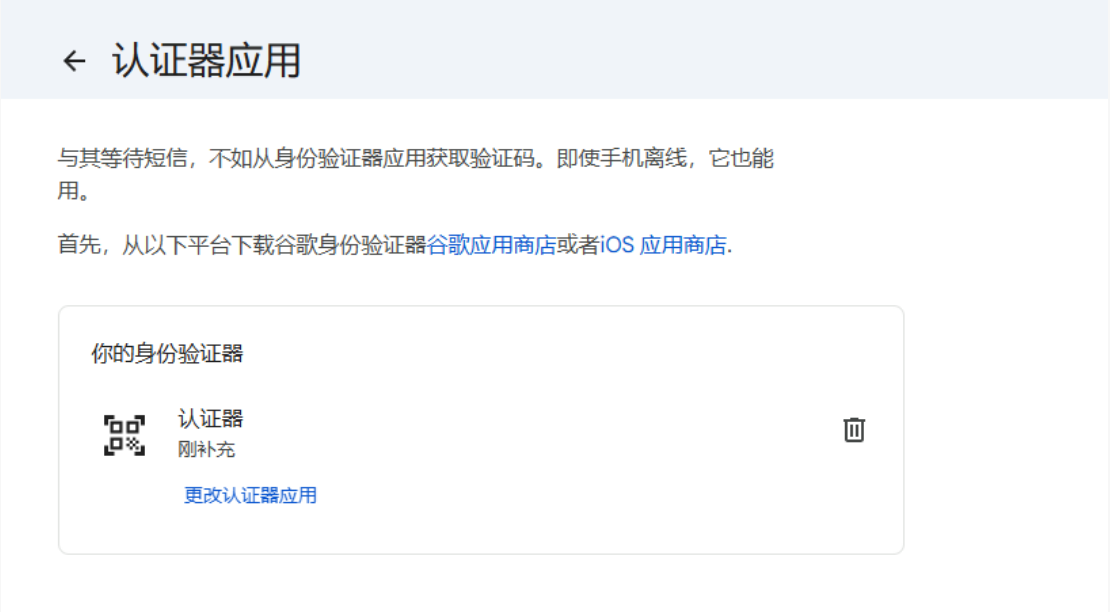 认证器应用
与其等待短信，不如从身份验证器应用获取验证码。即使手机离线，它也能
用。
首先，从以下平台下载谷歌身份验证器谷歌应用商店或者iOS 应用商店.
你的身份验证器
认证器
刚补充
更改认证器应用